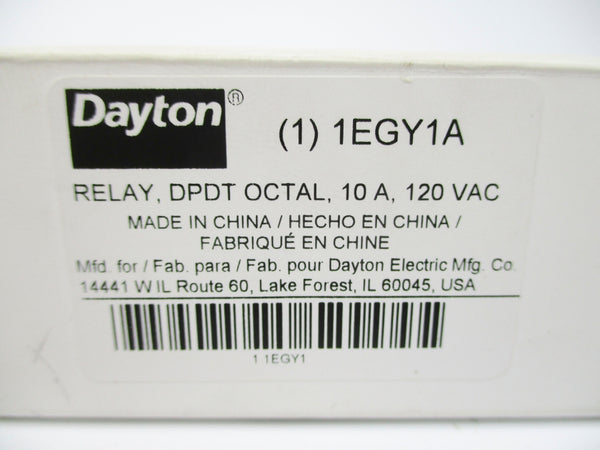 Dayton®
(1) 1EGY1A
RELAY, DPDT OCTAL, 10 A, 120 VAC
MADE IN CHINA / HECHO EN CHINA /
FABRIQUÉ EN CHINE
Mfd. for / Fab. para / Fab. pour Dayton Electric Mfg. Co.
14441 W IL Route 60, Lake Forest, IL 60045, USA
1 1EGY1